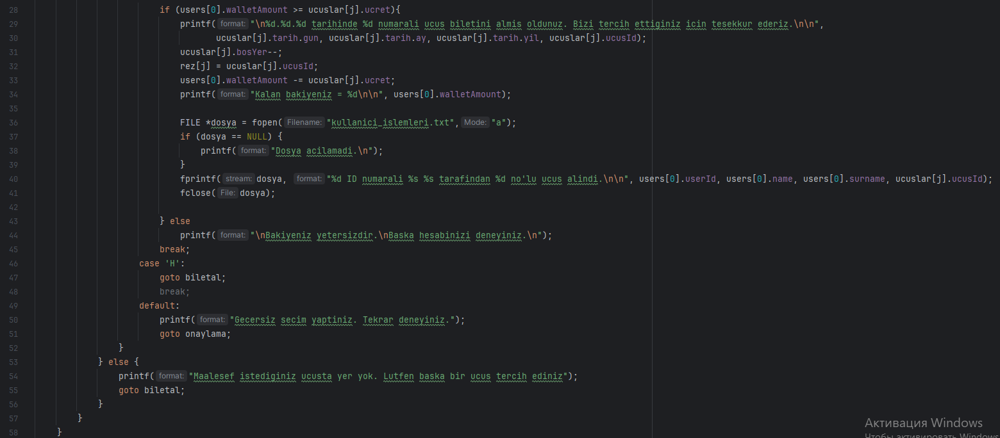 28 if (users[0].walletAmount >= ucuslar[j].ucret){
29 printf( format: "\n%d.%d.%d tarihinde %d numarali ucus biletini almis oldunuz. Bizi tercih ettiginiz icin tesekkur ederiz.\n\n",
30 ucuslar[j].tarih.gun, ucuslar[j].tarih.ay, ucuslar[j].tarih.yil, ucuslar[j].ucusId);
31 ucuslar[j].bosYer--;
32 rez[j] = ucuslar[j].ucusId;
33 users[0].walletAmount -= ucuslar[j].ucret;
34 printf( format: "Kalan bakiyeniz = %d\n\n", users[0].walletAmount);
35
36 FILE *dosya = fopen( Filename: "kullanici_islemleri.txt", Mode: "a");
37 if (dosya == NULL) {
38 printf( format: "Dosya acilamadi.\n");
39 }
40 fprintf( stream: dosya, format: "%d ID numarali %s %s tarafindan %d no'lu ucus alindi.\n\n", users[0].userId, users[0].name, users[0].surname, ucuslar[j].ucusId);
41 fclose( File: dosya);
42
43 } else
44 printf( format: "\nBakiyeniz yetersizdir.\nBaska hesabinizi deneyiniz.\n");
45 break;
46 case 'H':
47 goto biletal;
48 break;
49 default:
50 printf( format: "Gecersiz secim yaptiniz. Tekrar deneyiniz.");
51 goto onaylama;
52 }
53 } else {
54 printf( format: "Maalesef istediginiz ucusta yer yok. Lutfen baska bir ucus tercih ediniz");
55 goto biletal;
56 }
57 }
58 }
Активация Windows
Чтобы активировать Windows